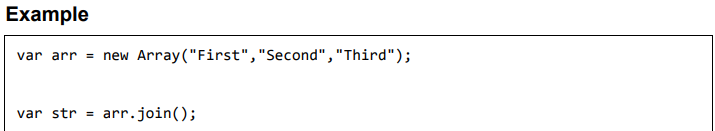 Example
var arr = new Array("First","Second","Third");
var str = arr.join();